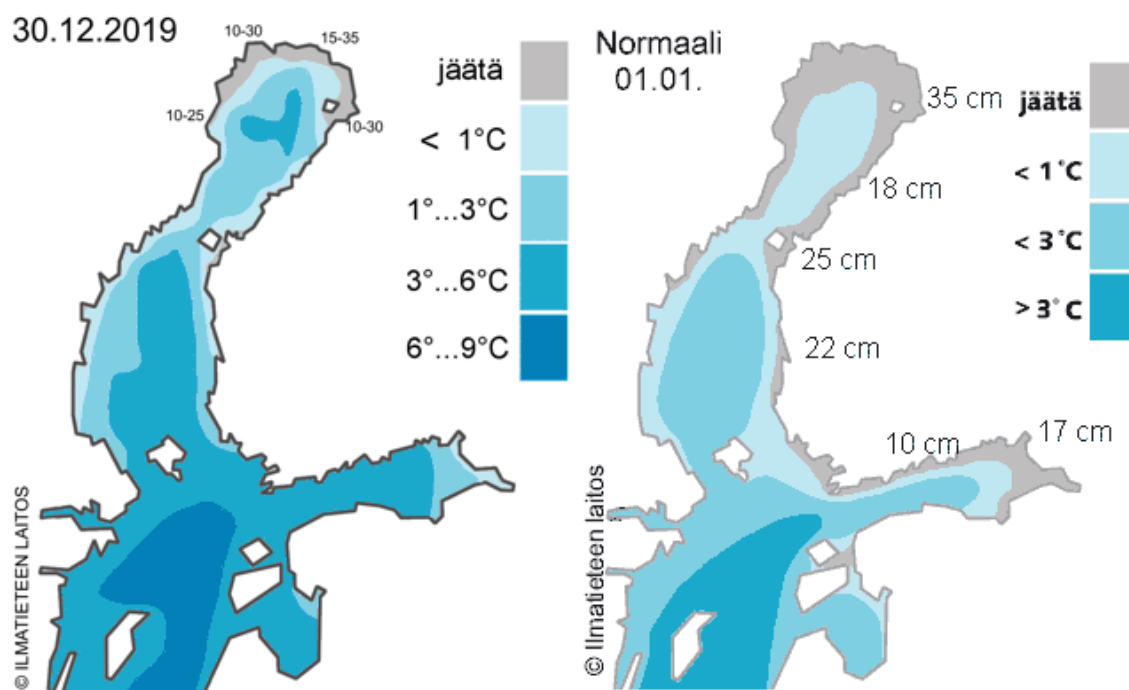 30.12.2019
10-30
15-35
10-25
10-30
jäätä
< 1°C
1°...3°C
3°...6°C
6°...9°C
© ILMATIETEEN LAITOS
Normaali
01.01.
35 cm
18 cm
25 cm
22 cm
10 cm
17 cm
jäätä
< 1°C
< 3°C
> 3°C
© Ilmatieteen laitos